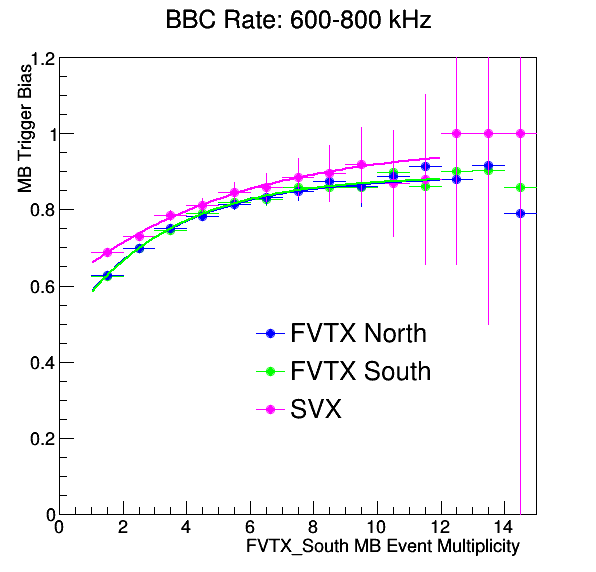 BBC Rate: 600-800 kHz
MB Trigger Bias
1.2
1
0.8
0.6
0.4
0.2
0
FVTX North
FVTX South
SVX
0 2 4 6 8 10 12 14
FVTX_South MB Event Multiplicity